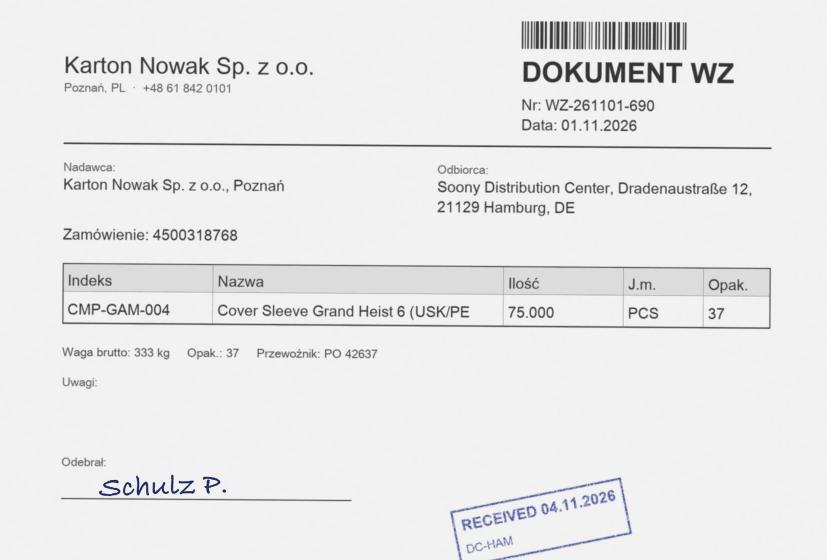 Karton Nowak Sp. z o.o.
Poznań, PL · +48 61 842 0101
DOKUMENT WZ
Nr: WZ-261101-690
Data: 01.11.2026
Nadawca:
Karton Nowak Sp. z o.o., Poznań
Odbiorca:
Soony Distribution Center, Dradenaustraße 12,
21129 Hamburg, DE
Zamówienie: 4500318768
Indeks Nazwa Ilość J.m. Opak.
CMP-GAM-004 Cover Sleeve Grand Heist 6 (USK/PE 75.000 PCS 37
Waga brutto: 333 kg Opak.: 37 Przewoźnik: PO 42637
Uwagi:
Odebrał:
Schulz P.
RECEIVED 04.11.2026
DC-HAM